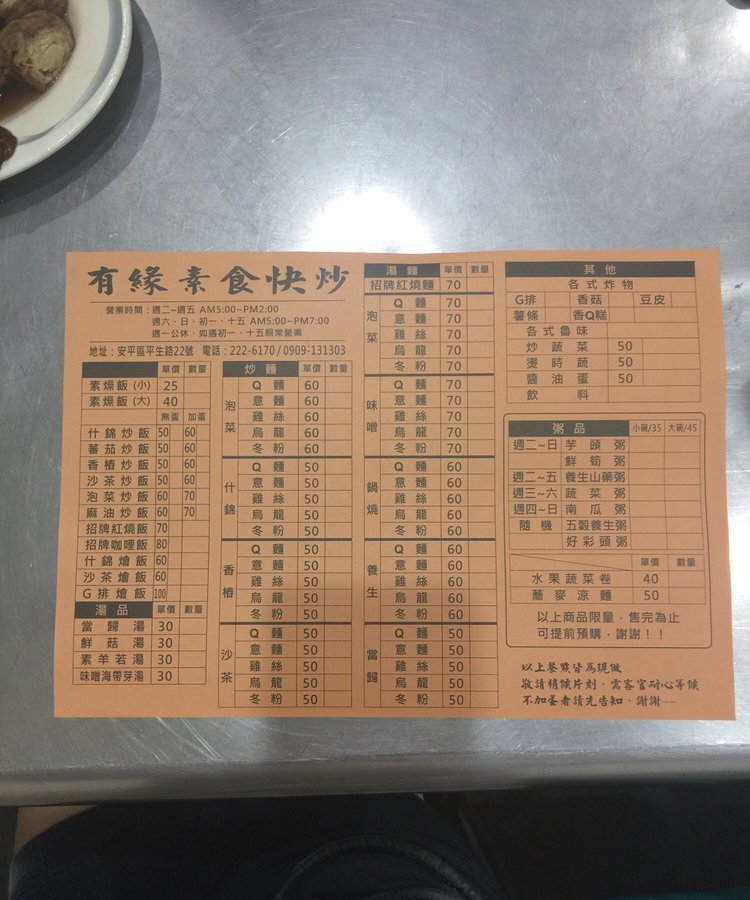 有緣素食快炒
營業時間：週二~週五 AM5:00~PM2:00
週六、日、初一、十五 AM5:00~PM7:00
週一公休、如遇初一、十五照常營業
地址：安平區平生路22號 電話：222-6170 / 0909-131303
單價 數量
素燥飯(小) 25
素燥飯(大) 40
無蛋 加蛋
什錦炒飯 50 60
蕃茄炒飯 50 60
香椿炒飯 50 60
沙茶炒飯 50 60
泡菜炒飯 60 70
麻油炒飯 60 70
招牌紅燒飯 70
招牌咖哩飯 80
什錦燴飯 60
沙茶燴飯 60
G排燴飯 100
湯品 單價 數量
當歸湯 30
鮮菇湯 30
素羊若湯 30
味噌海帶芽湯 30
炒麵 單價 數量
泡菜
Q麵 60
意麵 60
雞絲 60
烏龍 60
冬粉 60
什錦
Q麵 50
意麵 50
雞絲 50
烏龍 50
冬粉 50
香椿
Q麵 50
意麵 50
雞絲 50
烏龍 50
冬粉 50
沙茶
Q麵 50
意麵 50
雞絲 50
烏龍 50
冬粉 50
湯麵 單價 數量
招牌紅燒麵 70
泡菜
Q麵 70
意麵 70
雞絲 70
烏龍 70
冬粉 70
味噌
Q麵 70
意麵 70
雞絲 70
烏龍 70
冬粉 70
鍋燒
Q麵 60
意麵 60
雞絲 60
烏龍 60
冬粉 60
養生
Q麵 60
意麵 60
雞絲 60
烏龍 60
冬粉 60
當歸
Q麵 50
意麵 50
雞絲 50
烏龍 50
冬粉 50
其他
各式炸物
G排 香菇 豆皮
薯條 香Q糕
各式魯味
炒蔬菜 50
燙時蔬 50
醬油蛋 50
飲料
粥品 小碗/35 大碗/45
週二~日 芋頭粥
鮮筍粥
週二~五 養生山藥粥
週三~六 蔬菜粥
週四~日 南瓜粥
隨機 五穀養生粥
好彩頭粥
單價 數量
水果蔬菜卷 40
蕎麥涼麵 50
以上商品限量，售完為止
可提前預購，謝謝！！
以上餐點皆為現做
敬請稍候片刻、需客官耐心等候
不加蛋者請先告知，謝謝~~